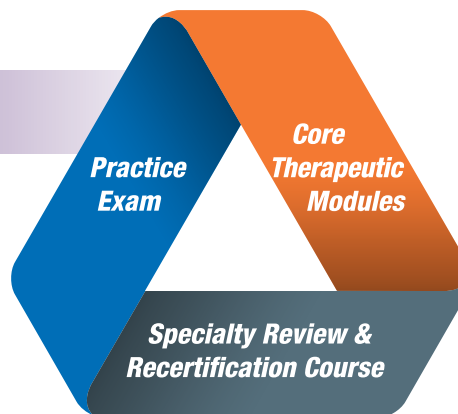 Practice
Exam
Core
Therapeutic
Modules
Specialty Review &
Recertification Course